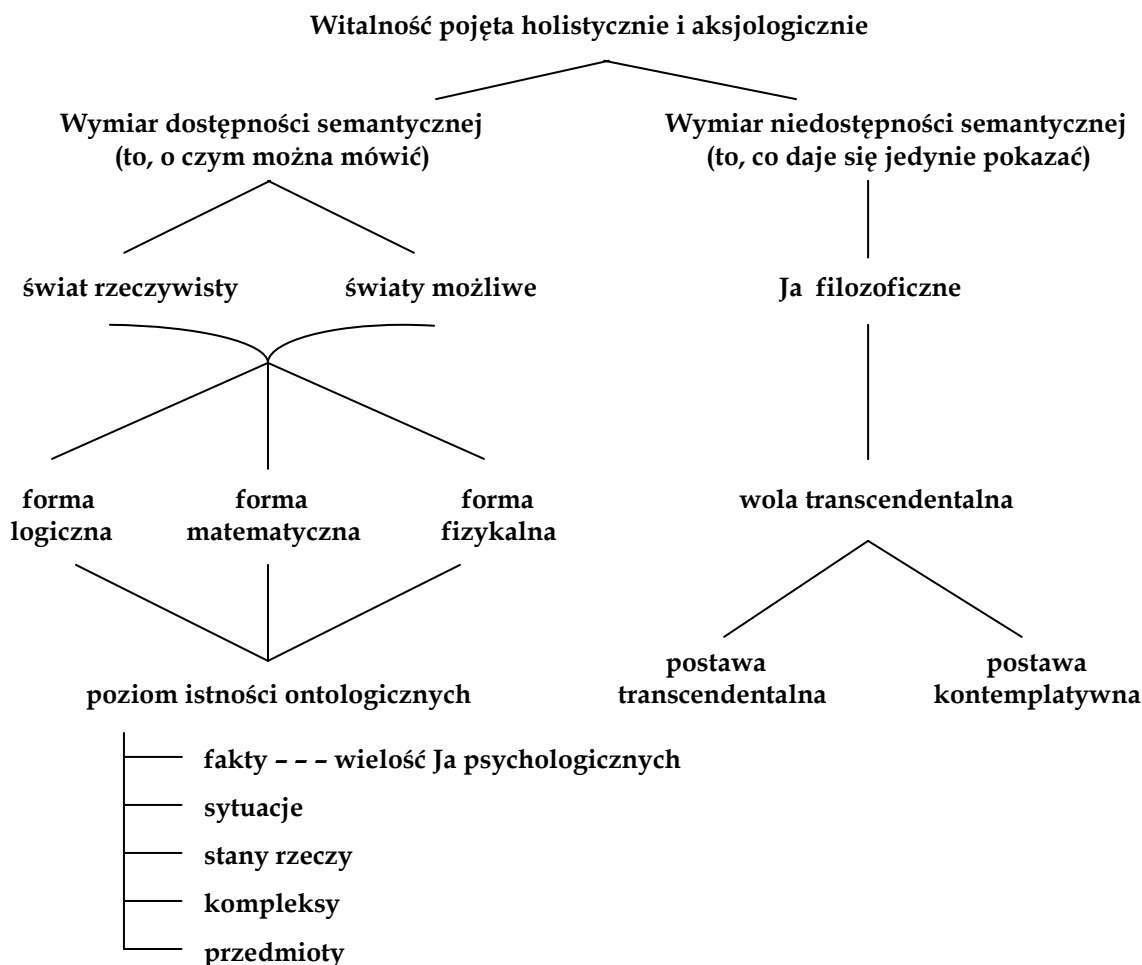 Witalność pojęta holistycznie i aksjologicznie
Wymiar dostępności semantycznej
(to, o czym można mówić)
Wymiar niedostępności semantycznej
(to, co daje się jedynie pokazać)
świat rzeczywisty
światy możliwe
Ja filozoficzne
forma
logiczna
forma
matematyczna
forma
fizykalna
wola transcendentalna
postawa
transcendentalna
postawa
kontemplatywna
poziom istności ontologicznych
fakty – – – wielość Ja psychologicznych
sytuacje
stany rzeczy
kompleksy
przedmioty